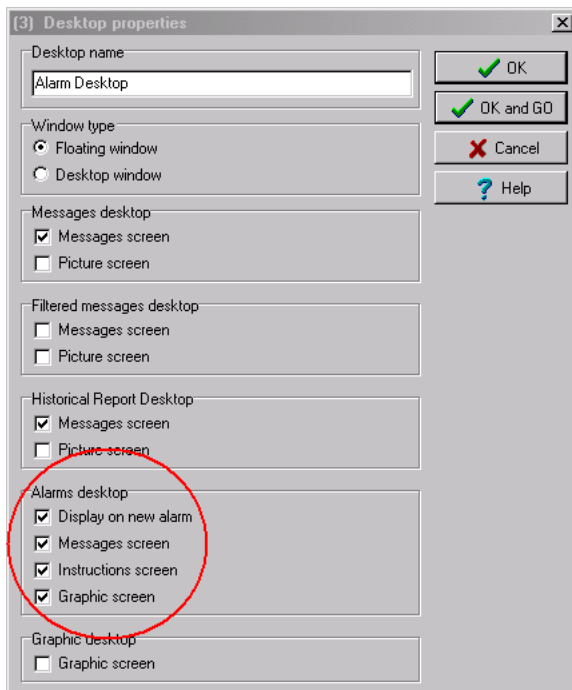 (3) Desktop properties
Desktop name
Alarm Desktop
OK
OK and GO
Cancel
Help
Window type
Floating window
Desktop window
Messages desktop
Messages screen
Picture screen
Filtered messages desktop
Messages screen
Picture screen
Historical Report Desktop
Messages screen
Picture screen
Alarms desktop
Display on new alarm
Messages screen
Instructions screen
Graphic screen
Graphic desktop
Graphic screen